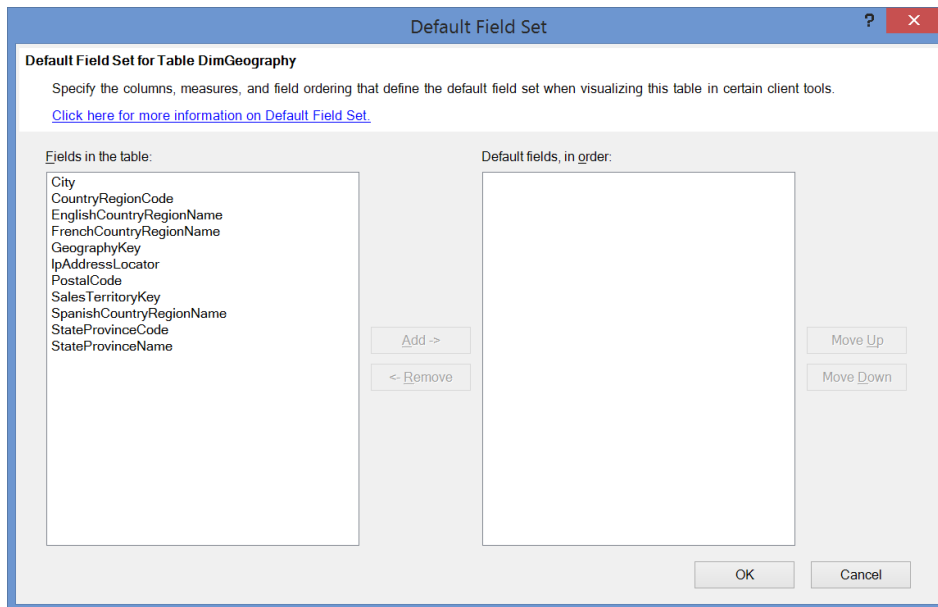 Default Field Set
?
Default Field Set for Table DimGeography
Specify the columns, measures, and field ordering that define the default field set when visualizing this table in certain client tools.
Click here for more information on Default Field Set.
Fields in the table:
City
CountryRegionCode
EnglishCountryRegionName
FrenchCountryRegionName
GeographyKey
IpAddressLocator
PostalCode
SalesTerritoryKey
SpanishCountryRegionName
StateProvinceCode
StateProvinceName
Add ->
<- Remove
Default fields, in order:
Move Up
Move Down
OK
Cancel